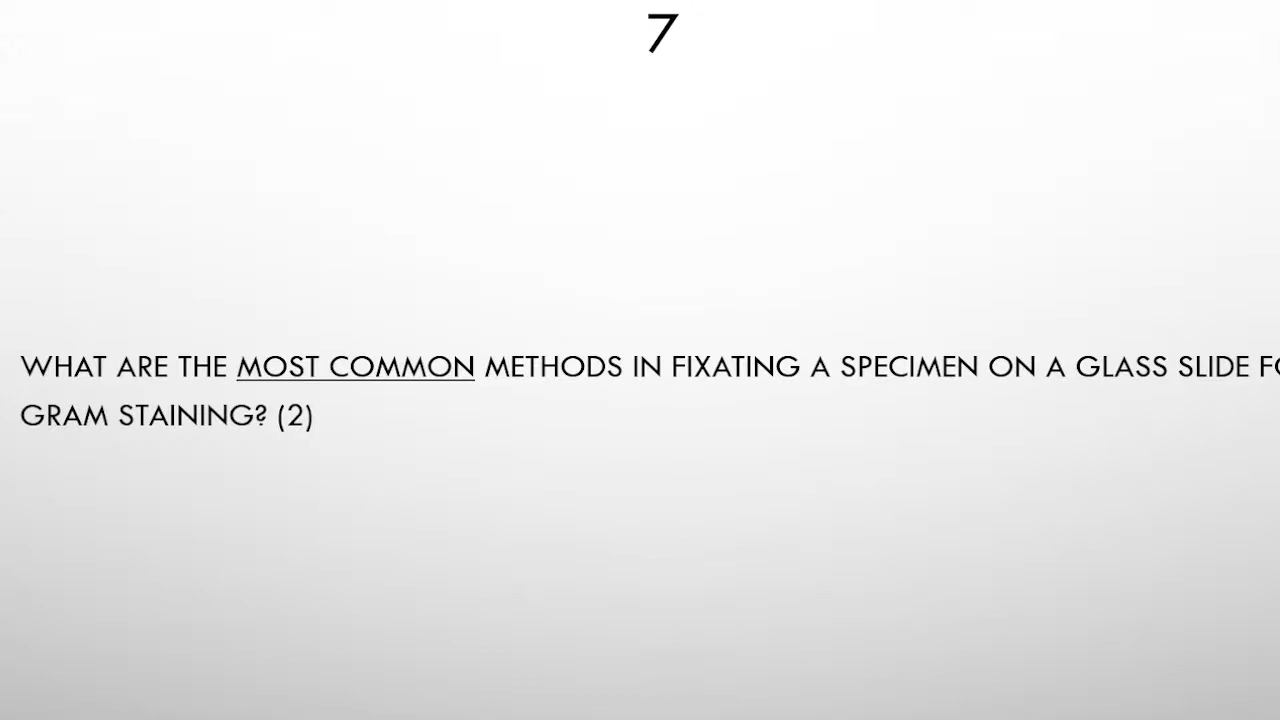 7
WHAT ARE THE MOST COMMON METHODS IN FIXATING A SPECIMEN ON A GLASS SLIDE
GRAM STAINING? (2)